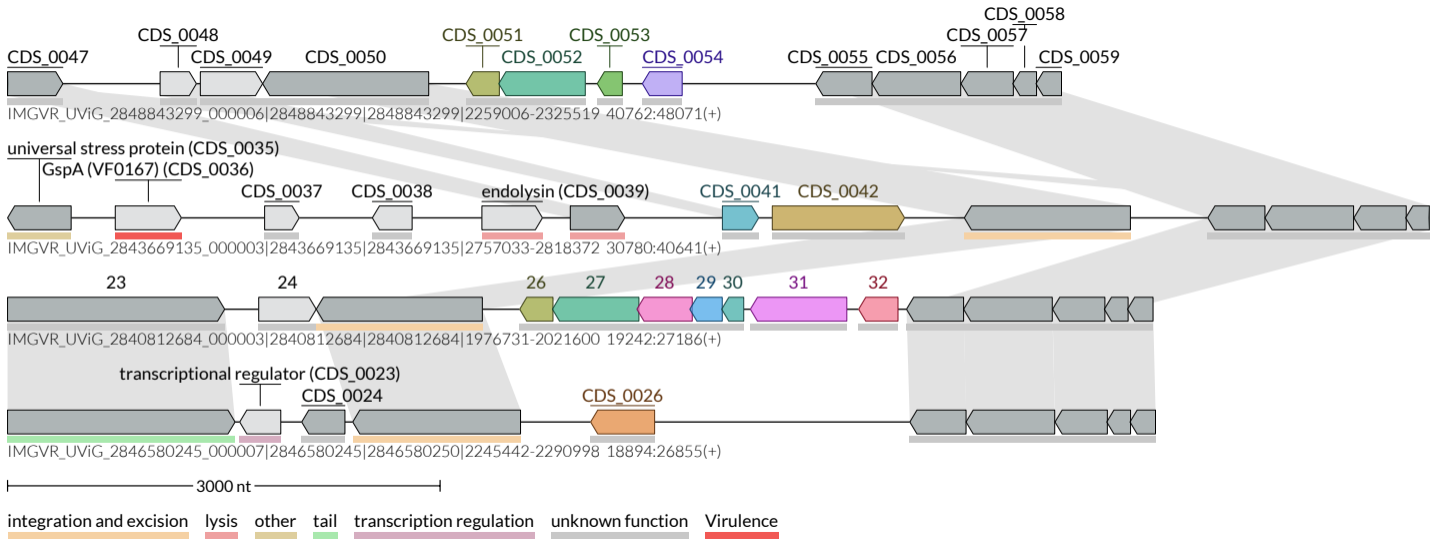 CDS_0058
CDS_0048 CDS_0051 CDS_0053 CDS_0057
CDS_0047 CDS_0049 CDS_0050 CDS_0052 CDS_0054 CDS_0055 CDS_0056 CDS_0059
IMGVR_UViG_2848843299_000006|2848843299|2848843299|2259006-2325519 40762:48071(+)
universal stress protein (CDS_0035)
GspA (VF0167) (CDS_0036)
CDS_0037 CDS_0038 endolysin (CDS_0039) CDS_0041 CDS_0042
IMGVR_UViG_2843669135_000003|2843669135|2843669135|2757033-2818372 30780:40641(+)
23 24 26 27 28 29 30 31 32
IMGVR_UViG_2840812684_000003|2840812684|2840812684|1976731-2021600 19242:27186(+)
transcriptional regulator (CDS_0023)
CDS_0024 CDS_0026
IMGVR_UViG_2846580245_000007|2846580245|2846580250|2245442-2290998 18894:26855(+)
3000 nt
integration and excision lysis other tail transcription regulation unknown function Virulence